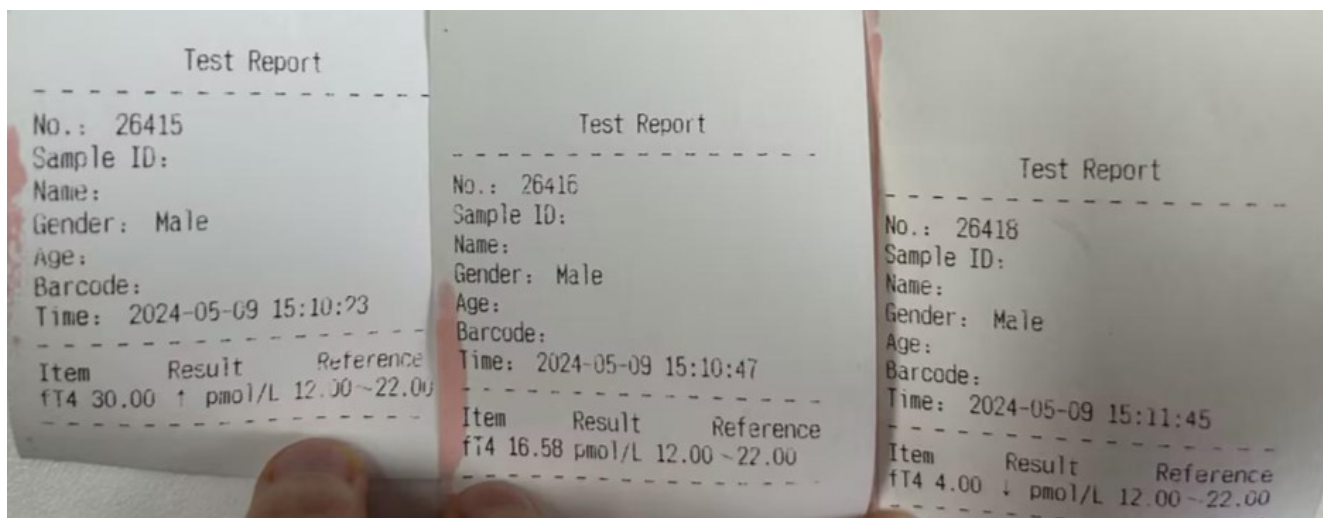 Test Report
No.: 26415
Sample ID:
Name:
Gender: Male
Age:
Barcode:
Time: 2024-05-09 15:10:23
Item Result Reference
fT4 30.00 ↑ pmol/L 12.00~22.00
Test Report
No.: 26416
Sample ID:
Name:
Gender: Male
Age:
Barcode:
Time: 2024-05-09 15:10:47
Item Result Reference
fT4 16.58 pmol/L 12.00~22.00
Test Report
No.: 26418
Sample ID:
Name:
Gender: Male
Age:
Barcode:
Time: 2024-05-09 15:11:45
Item Result Reference
fT4 4.00 ↓ pmol/L 12.00~22.00